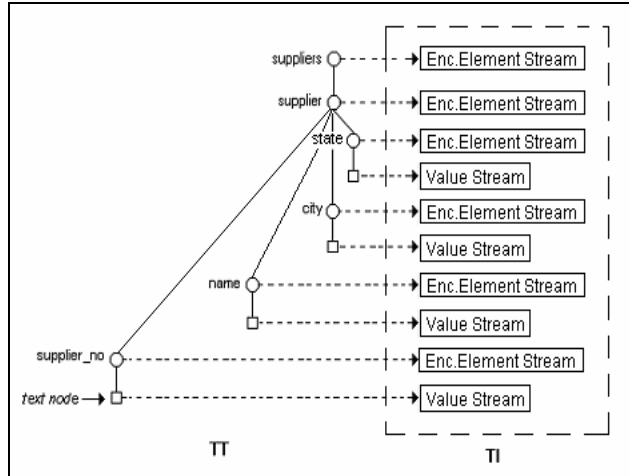 suppliers Enc.Element Stream
supplier Enc.Element Stream
state Enc.Element Stream
Value Stream
city Enc.Element Stream
Value Stream
name Enc.Element Stream
Value Stream
supplier_no Enc.Element Stream
text node Value Stream
TT TI